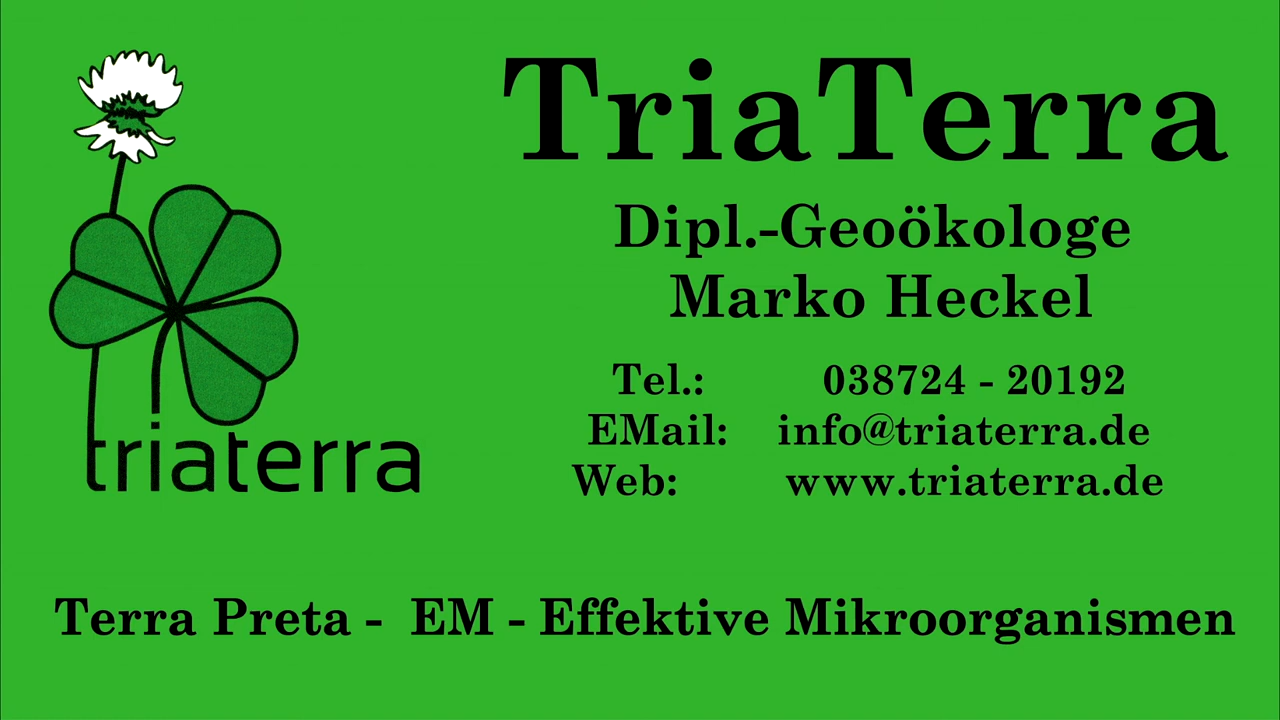 TriaTerra
Dipl.-Geoökologe
Marko Heckel
Tel.: 038724 - 20192
EMail: info@triaterra.de
Web: www.triaterra.de
triaterra
Terra Preta - EM - Effektive Mikroorganismen